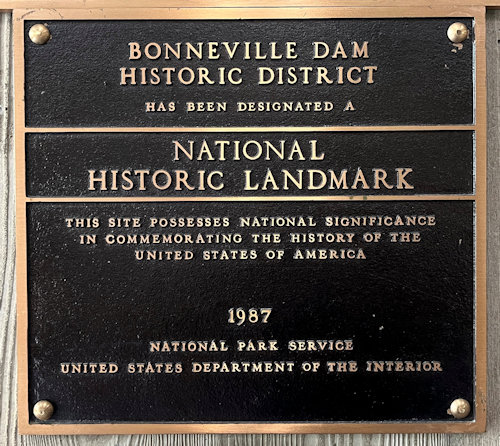 BONNEVILLE DAM
HISTORIC DISTRICT
HAS BEEN DESIGNATED A
NATIONAL
HISTORIC LANDMARK
THIS SITE POSSESSES NATIONAL SIGNIFICANCE
IN COMMEMORATING THE HISTORY OF THE
UNITED STATES OF AMERICA
1987
NATIONAL PARK SERVICE
UNITED STATES DEPARTMENT OF THE INTERIOR